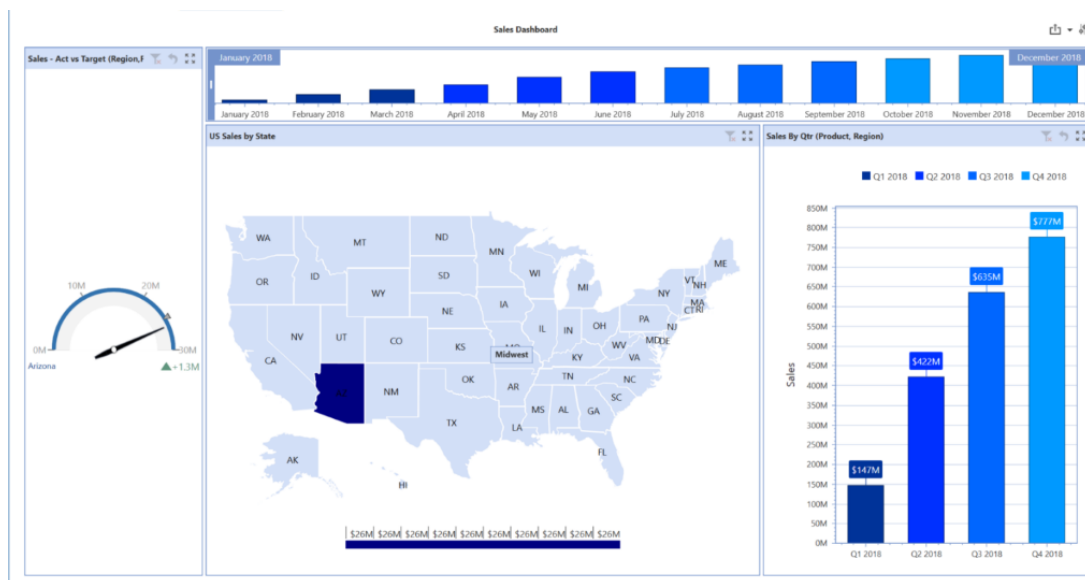 Sales Dashboard
Sales - Act vs Target (Region,F
January 2018
December 2018
January 2018 February 2018 March 2018 April 2018 May 2018 June 2018 July 2018 August 2018 September 2018 October 2018 November 2018 December 2018
US Sales by State
Sales By Qtr (Product, Region)
0M 10M 20M 30M
Arizona
+1.3M
WA
MT
ND
MN
ME
OR
ID
SD
WI
MI
VT
NH
NY
WY
IA
MA
CT RI
NE
PA
NJ
NV
UT
CO
IL
IN
OH
MD DE
WV
VA
KS
Midwest
KY
CA
OK
TN
NC
NM
AR
SC
MS
AL
GA
TX
LA
FL
AK
HI
$26M $26M $26M $26M $26M $26M $26M $26M $26M
Q1 2018 Q2 2018 Q3 2018 Q4 2018
Sales
850M
800M
750M
700M
650M
600M
550M
500M
450M
400M
350M
300M
250M
200M
150M
100M
50M
0M
$777M
$635M
$422M
$147M
Q1 2018 Q2 2018 Q3 2018 Q4 2018